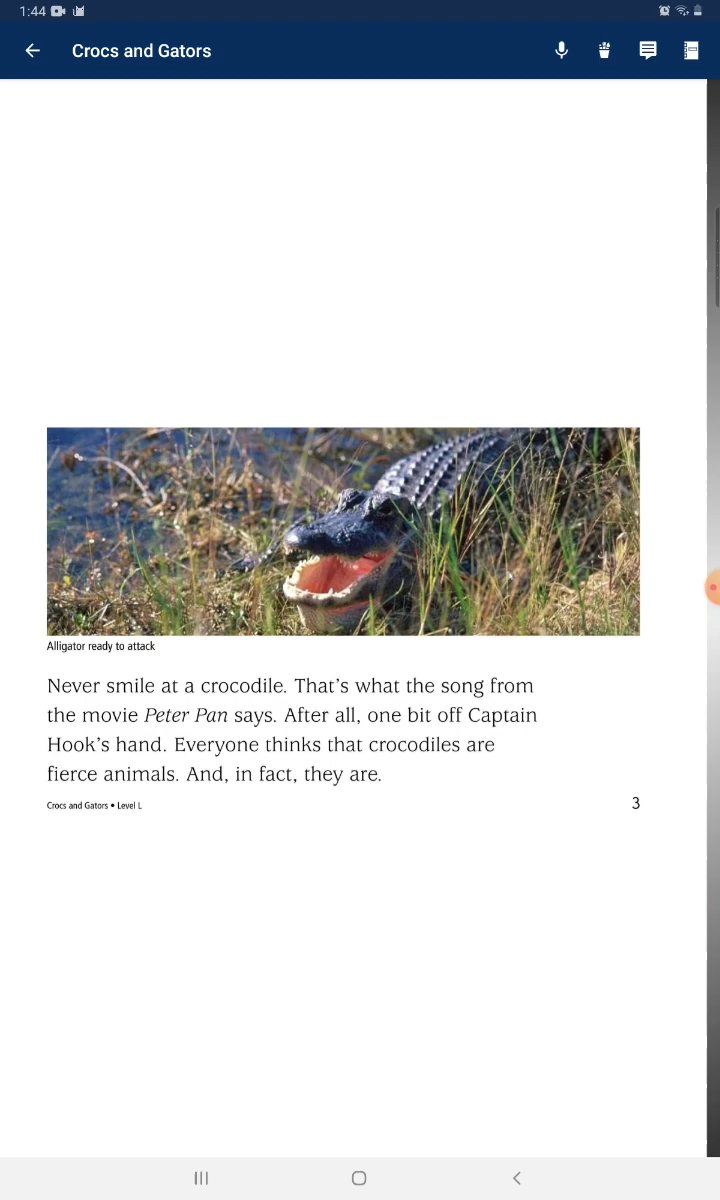 1:44
Crocs and Gators
Alligator ready to attack
Never smile at a crocodile. That’s what the song from
the movie Peter Pan says. After all, one bit off Captain
Hook’s hand. Everyone thinks that crocodiles are
fierce animals. And, in fact, they are.
Crocs and Gators • Level L
3